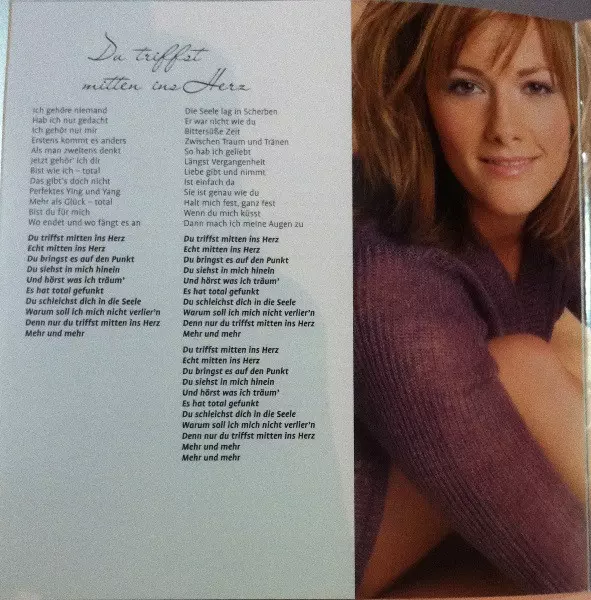 Du triffst
mitten ins Herz
Ich gehöre niemand
Hab ich nur gedacht
Ich gehör nur mir
Erstens kommt es anders
Als man zweitens denkt
Jetzt gehör' ich dir
Bist wie ich – total
Das gibt's doch nicht
Perfektes Ying und Yang
Mehr als Glück – total
Bist du für mich
Wo endet und wo fängt es an
Du triffst mitten ins Herz
Echt mitten ins Herz
Du bringst es auf den Punkt
Du siehst in mich hinein
Und hörst was ich träum'
Es hat total gefunkt
Du schleichst dich in die Seele
Warum soll ich mich nicht verlier'n
Denn nur du triffst mitten ins Herz
Mehr und mehr
Die Seele lag in Scherben
Er war nicht wie du
Bittersüße Zeit
Zwischen Traum und Tränen
So hab ich geliebt
Längst Vergangenheit
Liebe gibt und nimmt
Ist einfach da
Sie ist genau wie du
Halt mich fest, ganz fest
Wenn du mich küsst
Dann mach ich meine Augen zu
Du triffst mitten ins Herz
Echt mitten ins Herz
Du bringst es auf den Punkt
Du siehst in mich hinein
Und hörst was ich träum'
Es hat total gefunkt
Du schleichst dich in die Seele
Warum soll ich mich nicht verlier'n
Denn nur du triffst mitten ins Herz
Mehr und mehr
Du triffst mitten ins Herz
Echt mitten ins Herz
Du bringst es auf den Punkt
Du siehst in mich hinein
Und hörst was ich träum'
Es hat total gefunkt
Du schleichst dich in die Seele
Warum soll ich mich nicht verlier'n
Denn nur du triffst mitten ins Herz
Mehr und mehr
Mehr und mehr